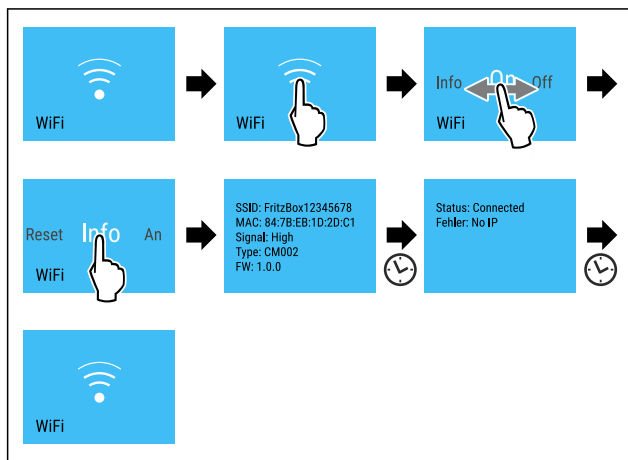 WiFi
WiFi
Info On Off
WiFi
Reset Info An
WiFi
SSID: FritzBox12345678
MAC: 84:7B:EB:1D:2D:C1
Signal: High
Type: CM002
FW: 1.0.0
Status: Connected
Fehler: No IP
WiFi